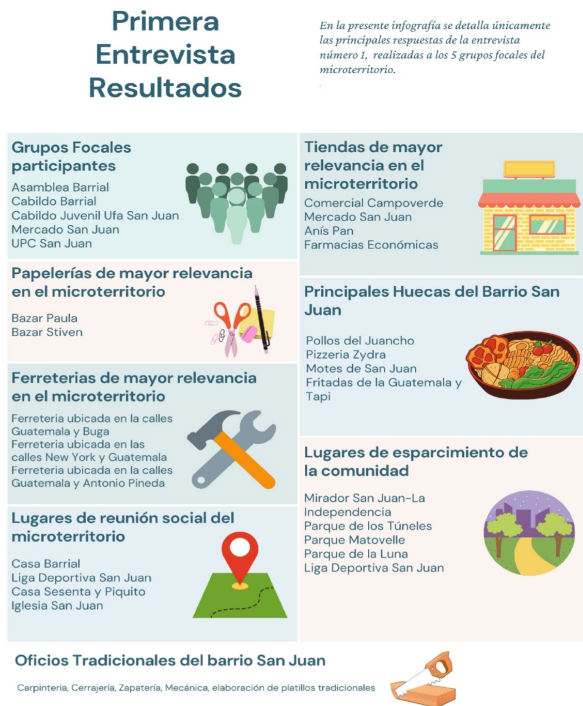 Primera
Entrevista
Resultados
En la presente infografía se detalla únicamente
las principales respuestas de la entrevista
número 1, realizadas a los 5 grupos focales del
microterritorio.
Grupos Focales
participantes
Asamblea Barrial
Cabildo Barrial
Cabildo Juvenil Ufa San Juan
Mercado San Juan
UPC San Juan
Papelerías de mayor relevancia
en el microterritorio
Bazar Paula
Bazar Stiven
Ferreterias de mayor relevancia
en el microterritorio
Ferreteria ubicada en la calles
Guatemala y Buga
Ferreteria ubicada en las
calles New York y Guatemala
Ferreteria ubicada en la calles
Guatemala y Antonio Pineda
Lugares de reunión social del
microterritorio
Casa Barrial
Liga Deportiva San Juan
Casa Sesenta y Piquito
Iglesia San Juan
Tiendas de mayor
relevancia en el
microterritorio
Comercial Campoverde
Mercado San Juan
Anís Pan
Farmacias Económicas
Principales Huecas del Barrio San
Juan
Pollos del Juancho
Pizzeria Zydra
Motes de San Juan
Fritadas de la Guatemala y
Tapi
Lugares de esparcimiento de
la comunidad
Mirador San Juan-La
Independencia
Parque de los Túneles
Parque Matovelle
Parque de la Luna
Liga Deportiva San Juan
Oficios Tradicionales del barrio San Juan
Carpinteria, Cerrajería, Zapatería, Mecánica, elaboración de platillos tradicionales